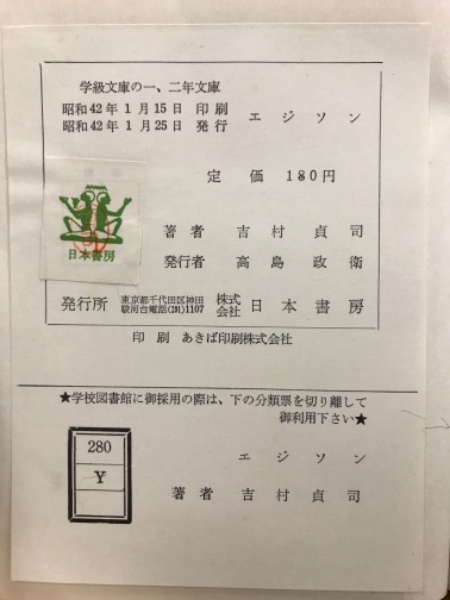 学級文庫の一、二年文庫
昭和42年1月15日 印刷
昭和42年1月25日 発行
エジソン
定価 180円
日本書房
著者 吉村貞司
発行者 高島政衛
発行所 東京都千代田区神田駿河台電話(291)1107 株式会社 日本書房
印刷 あきば印刷株式会社
★学校図書館に御採用の際は、下の分類票を切り離して
御利用下さい★
280
Y
エジソン
著者 吉村貞司